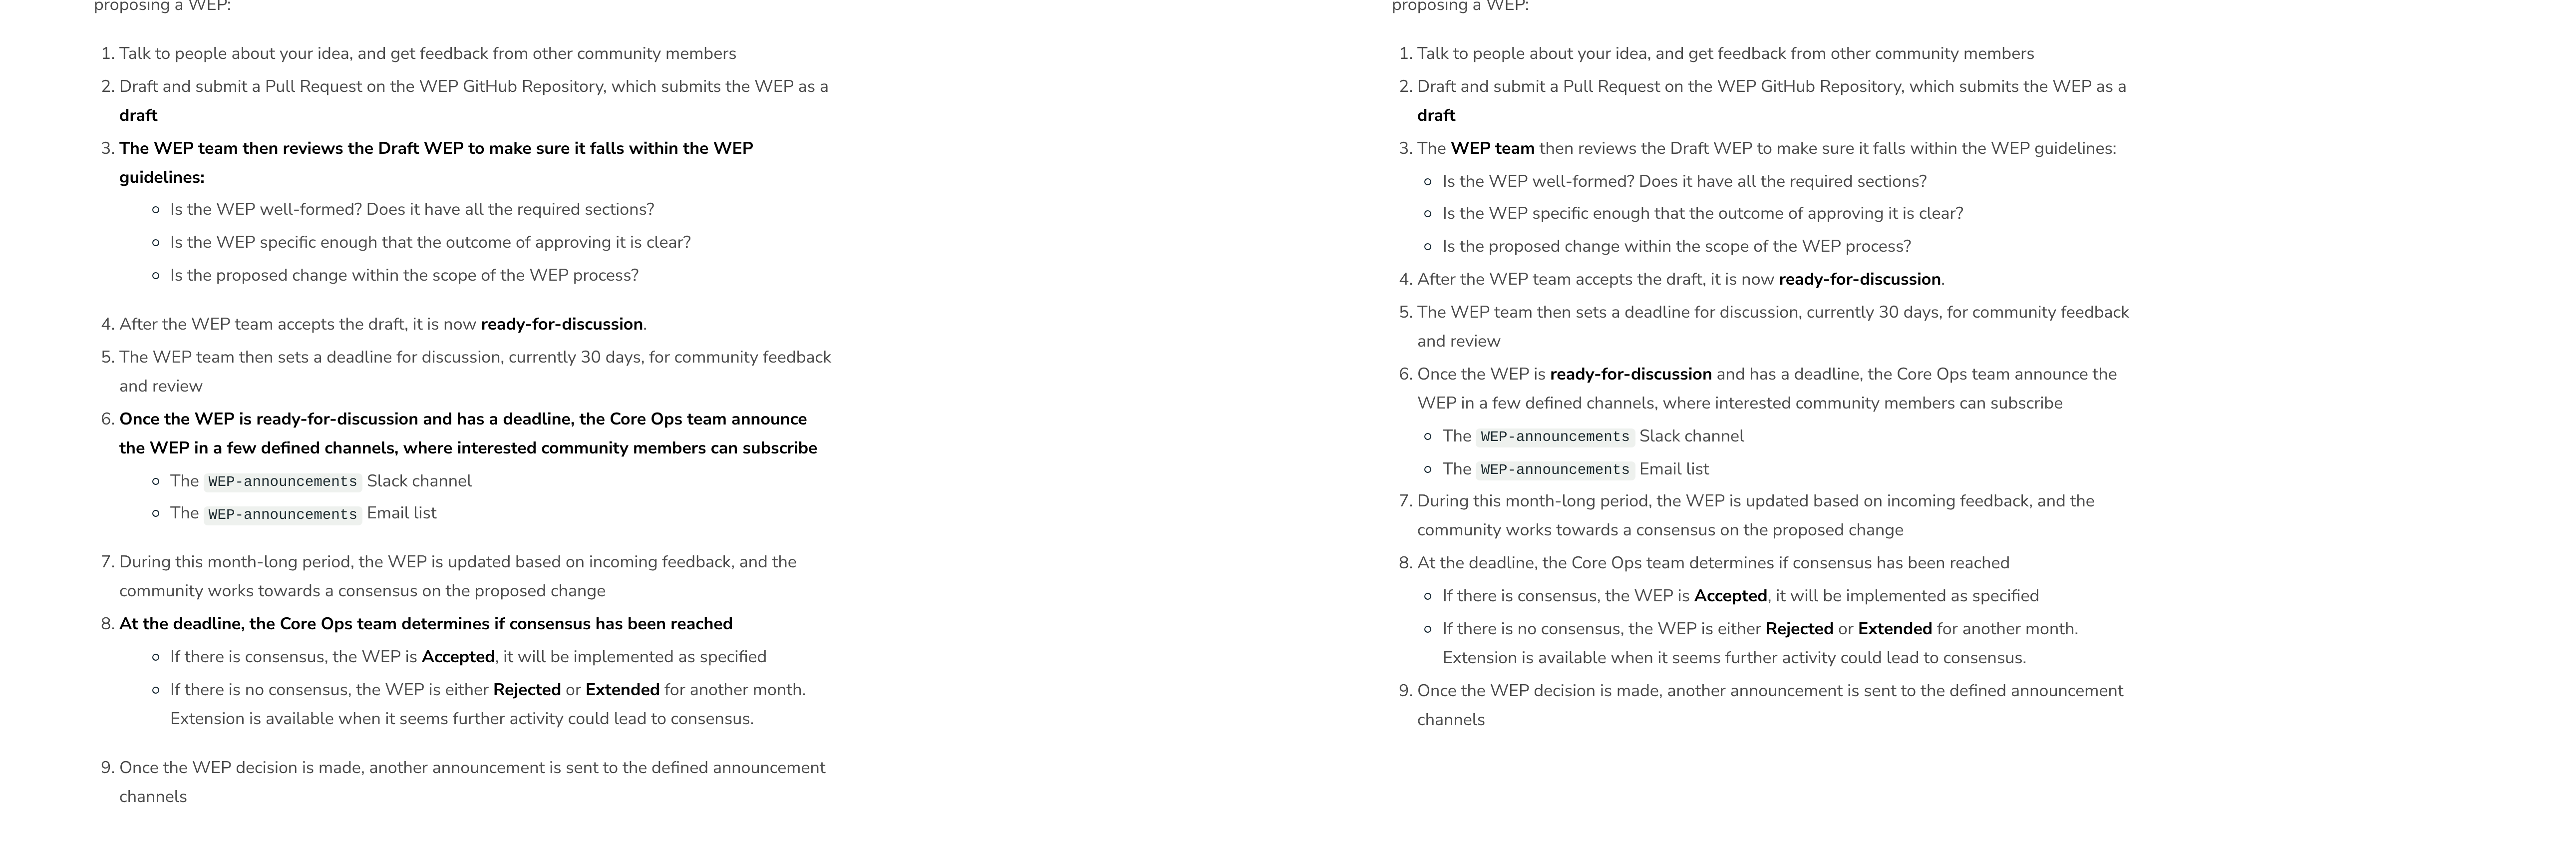 proposing a WEP:
1. Talk to people about your idea, and get feedback from other community members
2. Draft and submit a Pull Request on the WEP GitHub Repository, which submits the WEP as a
draft
3. The WEP team then reviews the Draft WEP to make sure it falls within the WEP
guidelines:
Is the WEP well-formed? Does it have all the required sections?
Is the WEP specific enough that the outcome of approving it is clear?
Is the proposed change within the scope of the WEP process?
4. After the WEP team accepts the draft, it is now ready-for-discussion.
5. The WEP team then sets a deadline for discussion, currently 30 days, for community feedback
and review
6. Once the WEP is ready-for-discussion and has a deadline, the Core Ops team announce
the WEP in a few defined channels, where interested community members can subscribe
The WEP-announcements Slack channel
The WEP-announcements Email list
7. During this month-long period, the WEP is updated based on incoming feedback, and the
community works towards a consensus on the proposed change
8. At the deadline, the Core Ops team determines if consensus has been reached
If there is consensus, the WEP is Accepted, it will be implemented as specified
If there is no consensus, the WEP is either Rejected or Extended for another month.
Extension is available when it seems further activity could lead to consensus.
9. Once the WEP decision is made, another announcement is sent to the defined announcement
channels
proposing a WEP:
1. Talk to people about your idea, and get feedback from other community members
2. Draft and submit a Pull Request on the WEP GitHub Repository, which submits the WEP as a
draft
3. The WEP team then reviews the Draft WEP to make sure it falls within the WEP guidelines:
Is the WEP well-formed? Does it have all the required sections?
Is the WEP specific enough that the outcome of approving it is clear?
Is the proposed change within the scope of the WEP process?
4. After the WEP team accepts the draft, it is now ready-for-discussion.
5. The WEP team then sets a deadline for discussion, currently 30 days, for community feedback
and review
6. Once the WEP is ready-for-discussion and has a deadline, the Core Ops team announce the
WEP in a few defined channels, where interested community members can subscribe
The WEP-announcements Slack channel
The WEP-announcements Email list
7. During this month-long period, the WEP is updated based on incoming feedback, and the
community works towards a consensus on the proposed change
8. At the deadline, the Core Ops team determines if consensus has been reached
If there is consensus, the WEP is Accepted, it will be implemented as specified
If there is no consensus, the WEP is either Rejected or Extended for another month.
Extension is available when it seems further activity could lead to consensus.
9. Once the WEP decision is made, another announcement is sent to the defined announcement
channels